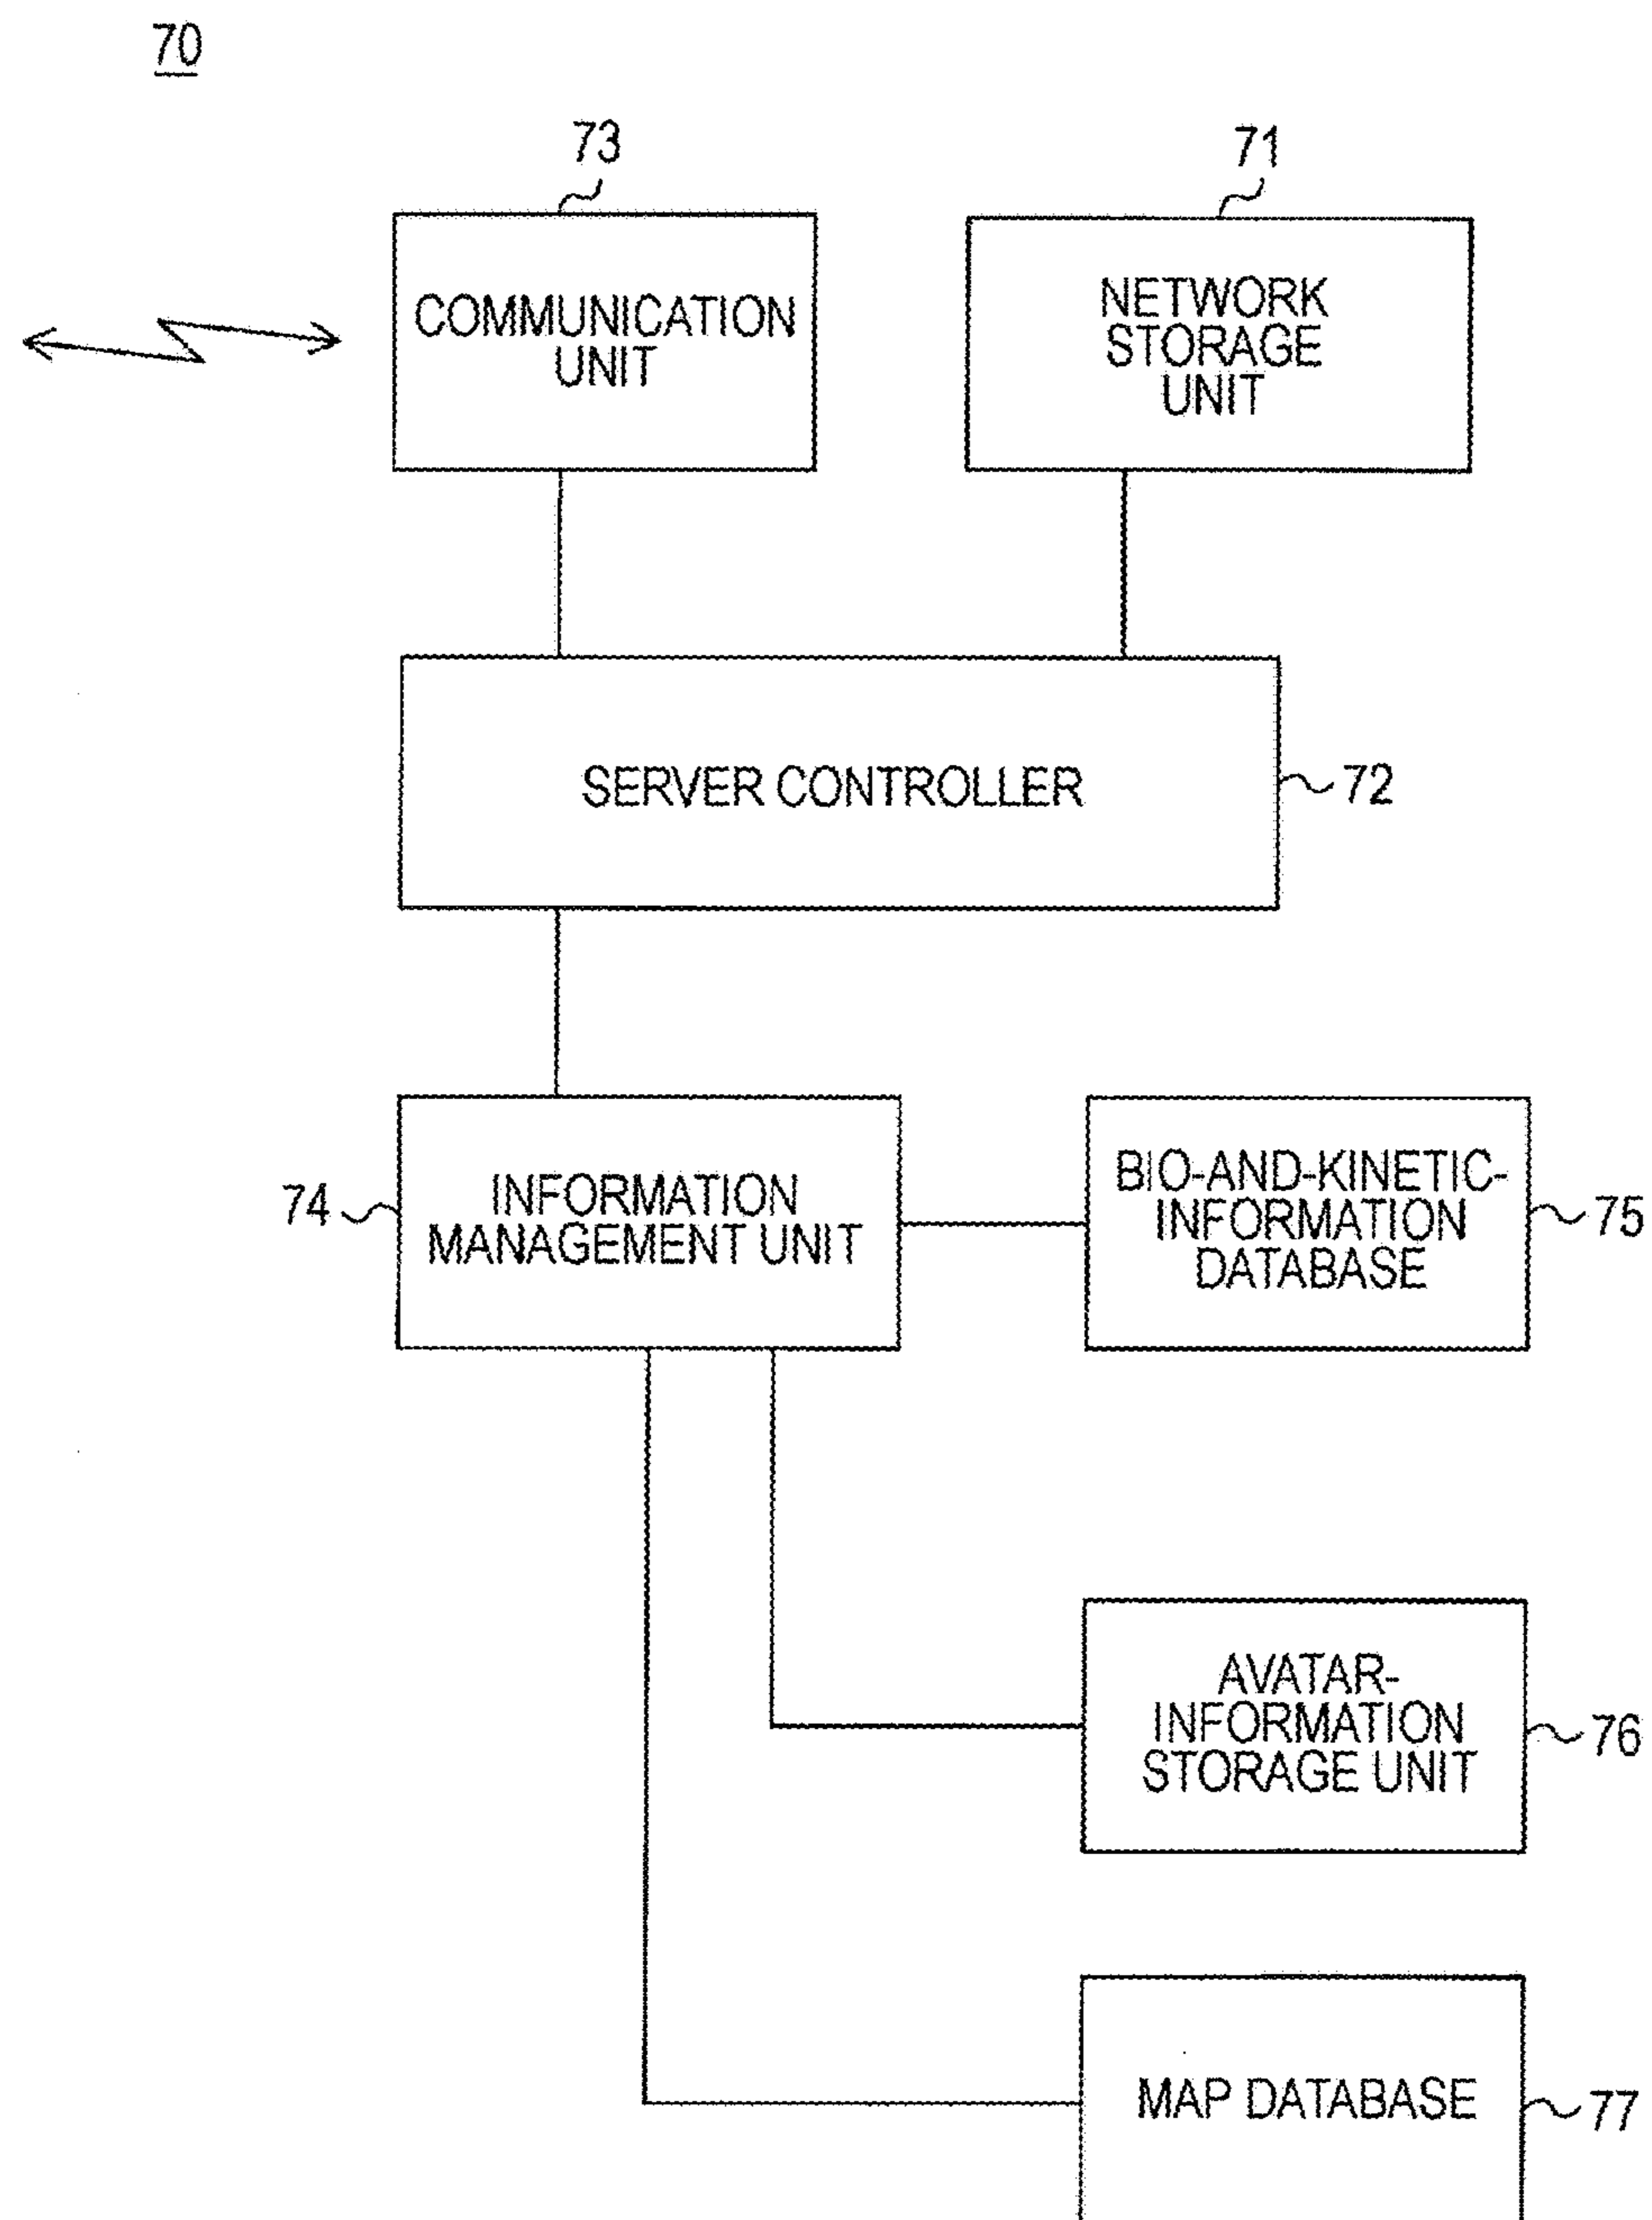 70
73
71
COMMUNICATION
UNIT
NETWORK
STORAGE
UNIT
SERVER CONTROLLER
72
74
INFORMATION
MANAGEMENT UNIT
BIO-AND-KINETIC-
INFORMATION
DATABASE
75
AVATAR-
INFORMATION
STORAGE UNIT
76
MAP DATABASE
77